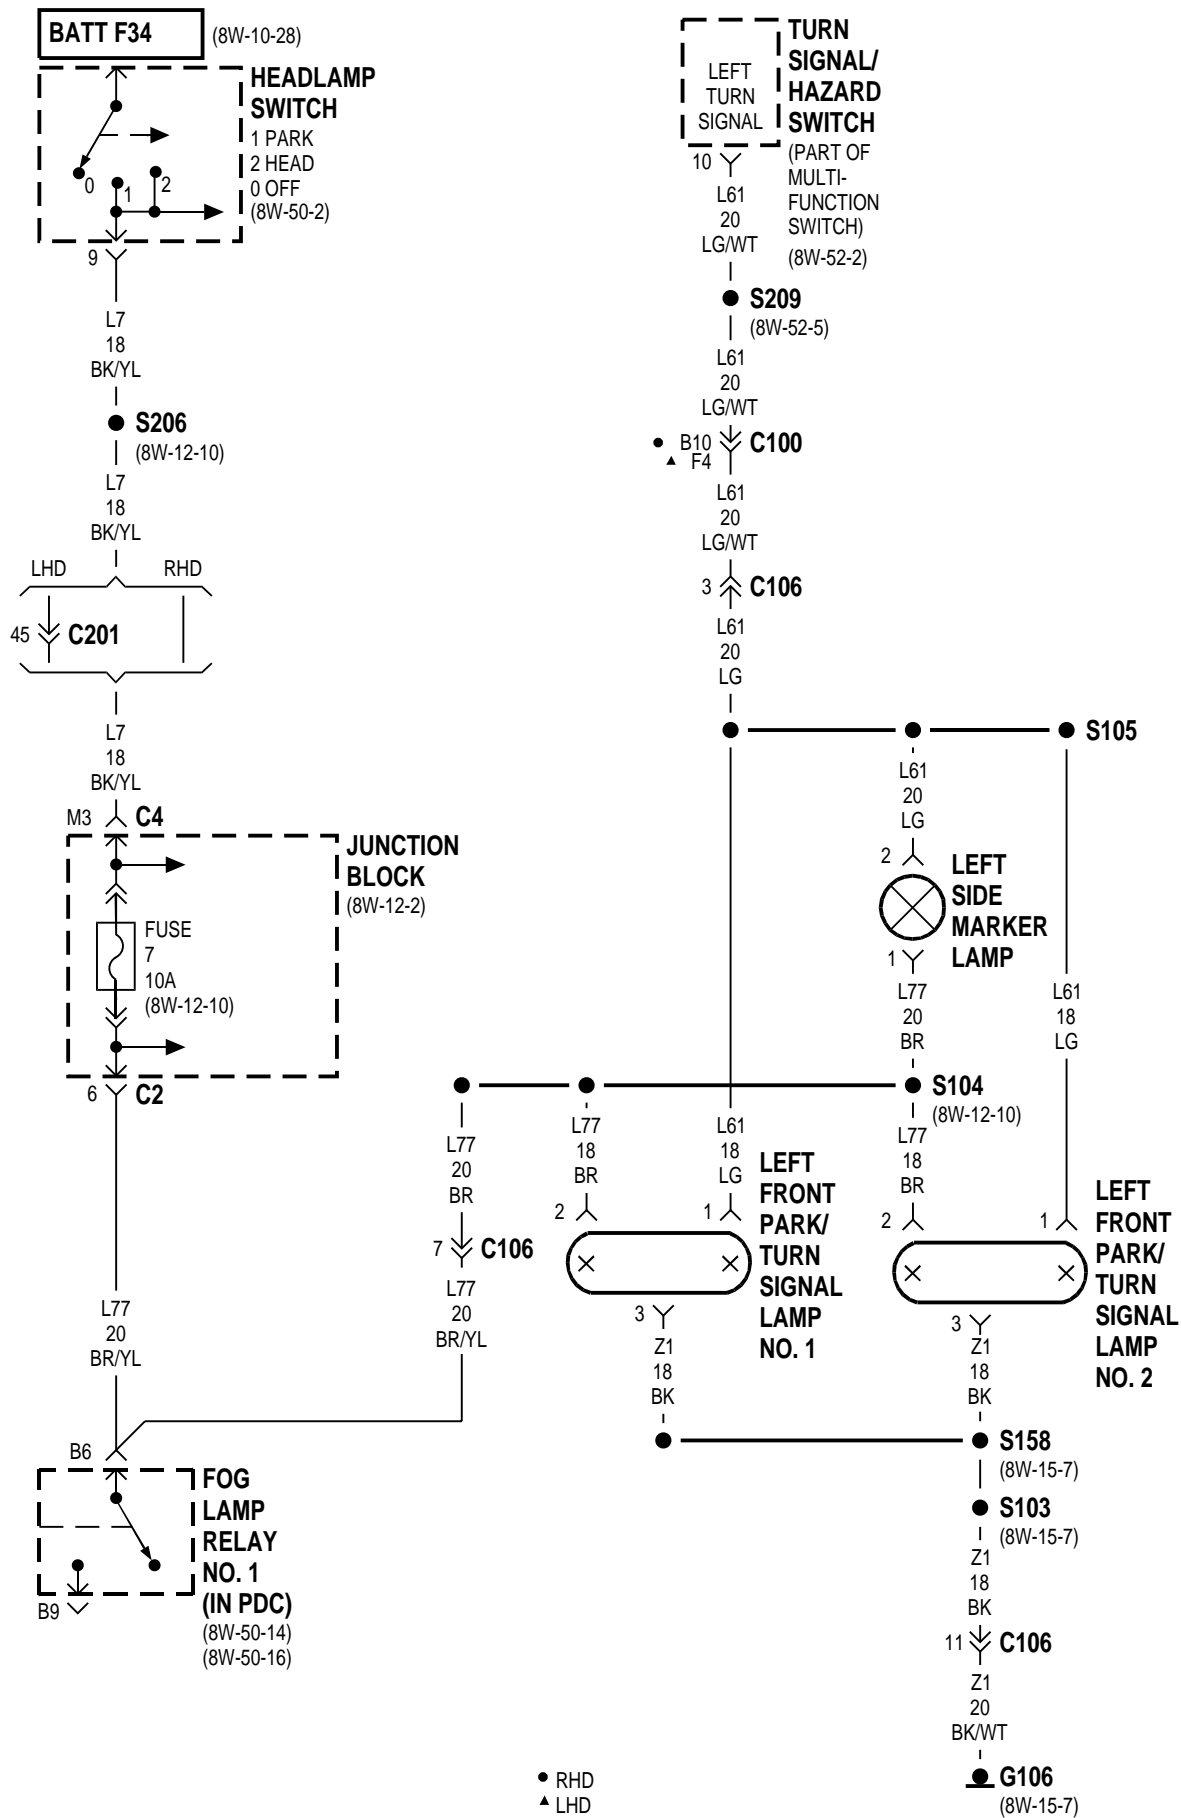 BATT F34
(8W-10-28)
HEADLAMP
SWITCH
1 PARK
2 HEAD
0 OFF
(8W-50-2)
0
1
2
9
L7
18
BK/YL
S206
(8W-12-10)
L7
18
BK/YL
LHD
RHD
45
C201
L7
18
BK/YL
M3
C4
JUNCTION
BLOCK
(8W-12-2)
FUSE
7
10A
(8W-12-10)
6
C2
L77
20
BR/YL
B6
FOG
LAMP
RELAY
NO. 1
(IN PDC)
(8W-50-14)
(8W-50-16)
B9
LEFT
TURN
SIGNAL
TURN
SIGNAL/
HAZARD
SWITCH
(PART OF
MULTI-
FUNCTION
SWITCH)
(8W-52-2)
10
L61
20
LG/WT
S209
(8W-52-5)
L61
20
LG/WT
● B10
▲ F4
C100
L61
20
LG/WT
3
C106
L61
20
LG
S105
L61
20
LG
2
LEFT
SIDE
MARKER
LAMP
1
L77
20
BR
L61
18
LG
S104
(8W-12-10)
L77
20
BR
7
C106
L77
20
BR/YL
L77
18
BR
2
L61
18
LG
1
LEFT
FRONT
PARK/
TURN
SIGNAL
LAMP
NO. 1
3
Z1
18
BK
L77
18
BR
2
1
LEFT
FRONT
PARK/
TURN
SIGNAL
LAMP
NO. 2
3
Z1
18
BK
S158
(8W-15-7)
S103
(8W-15-7)
Z1
18
BK
11
C106
Z1
20
BK/WT
G106
(8W-15-7)
● RHD
▲ LHD